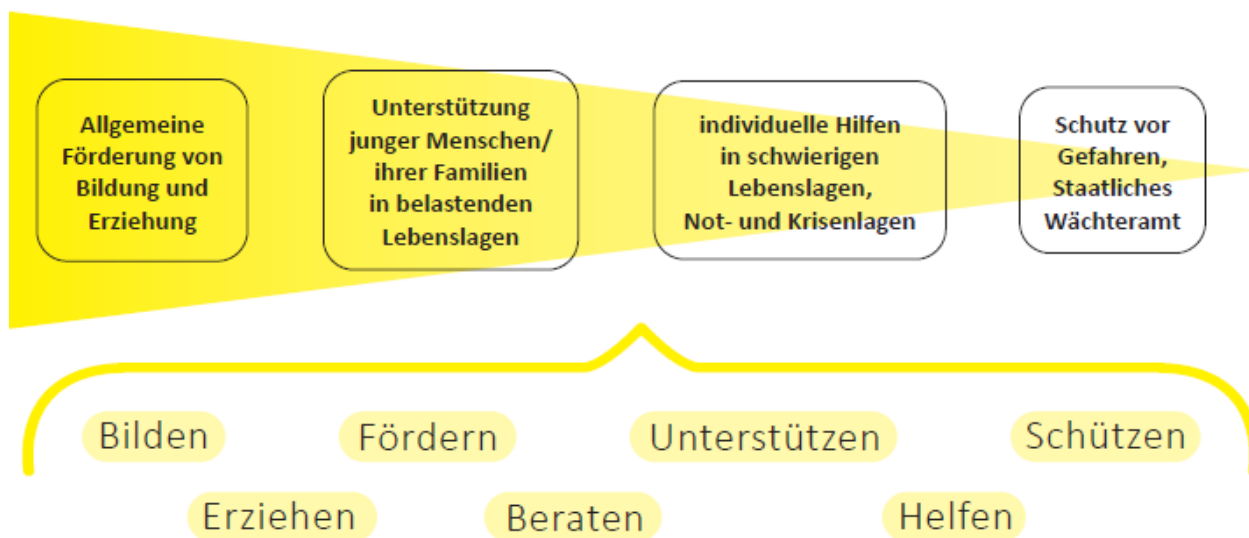 Allgemeine
Förderung von
Bildung und
Erziehung
Unterstützung
junger Menschen/
ihrer Familien
in belastenden
Lebenslagen
individuelle Hilfen
in schwierigen
Lebenslagen,
Not- und Krisenlagen
Schutz vor
Gefahren,
Staatliches
Wächteramt
Bilden
Fördern
Unterstützen
Schützen
Erziehen
Beraten
Helfen